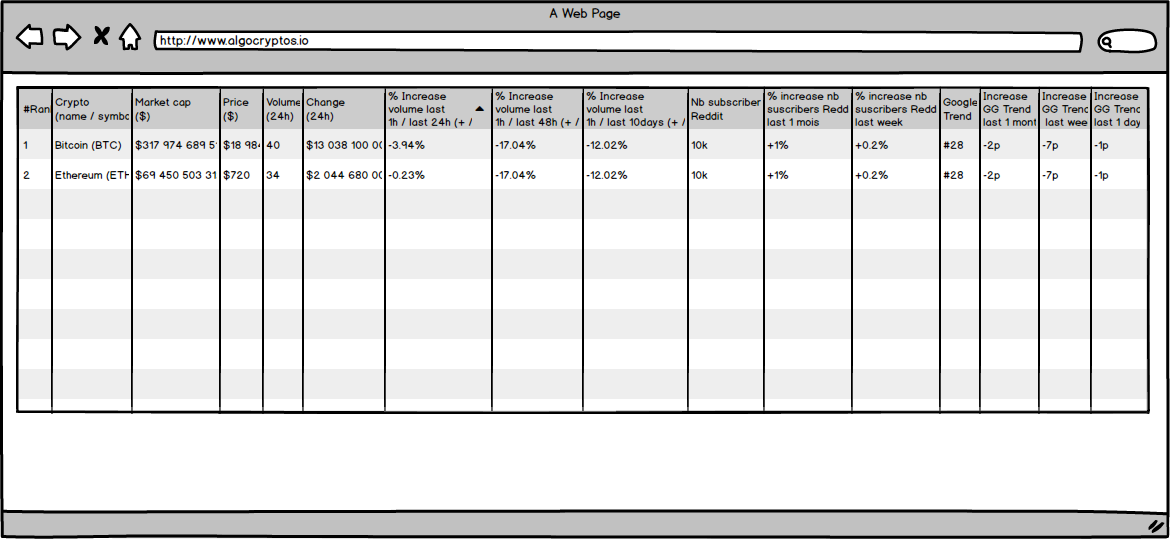 A Web Page
http://www.algocryptos.io
#Ran
Crypto
(name / symbo
Market cap
($)
Price
($)
Volume
(24h)
Change
(24h)
% Increase
volume last
1h / last 24h (+ /
% Increase
volume last
1h / last 48h (+ /
% Increase
volume last
1h / last 10days (+ /
Nb subscriber
Reddit
% increase nb
suscribers Redd
last 1 mois
% increase nb
suscribers Redd
last week
Google
Trend
Increase
GG Trend
last 1 mont
Increase
GG Trend
last wee
Increase
GG Trend
last 1 day
1 Bitcoin (BTC) $317 974 689 5 $18 984 40 $13 038 100 00 -3.94% -17.04% -12.02% 10k +1% +0.2% #28 -2p -7p -1p
2 Ethereum (ETH $69 450 503 31 $720 34 $2 044 680 00 -0.23% -17.04% -12.02% 10k +1% +0.2% #28 -2p -7p -1p